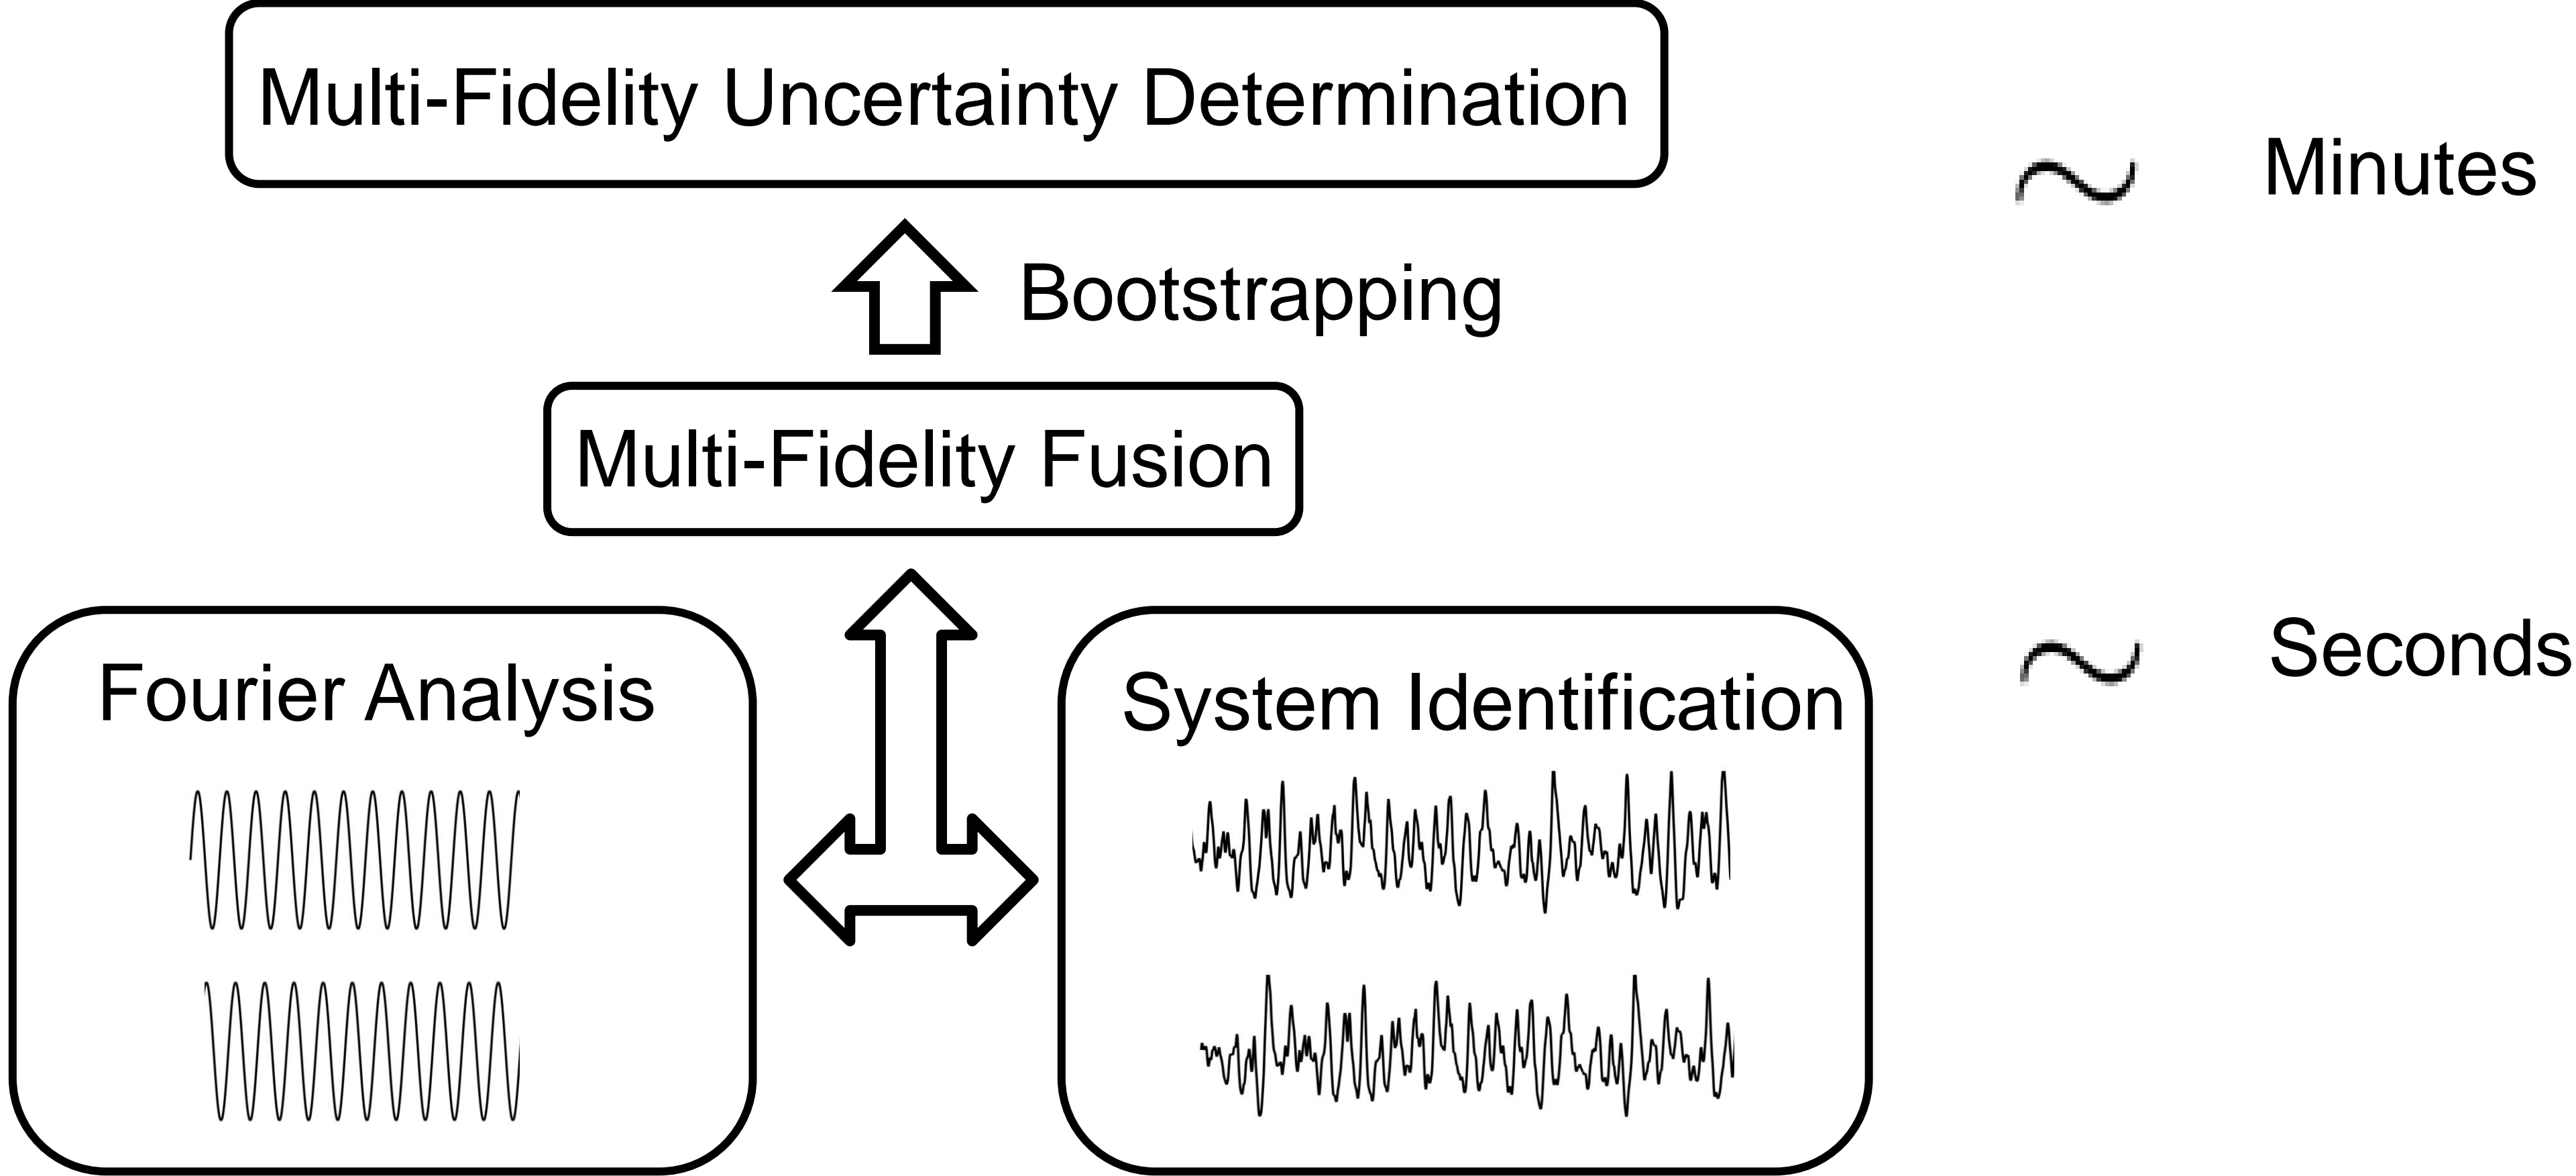 Multi-Fidelity Uncertainty Determination
~ Minutes
Bootstrapping
Multi-Fidelity Fusion
~ Seconds
Fourier Analysis
System Identification